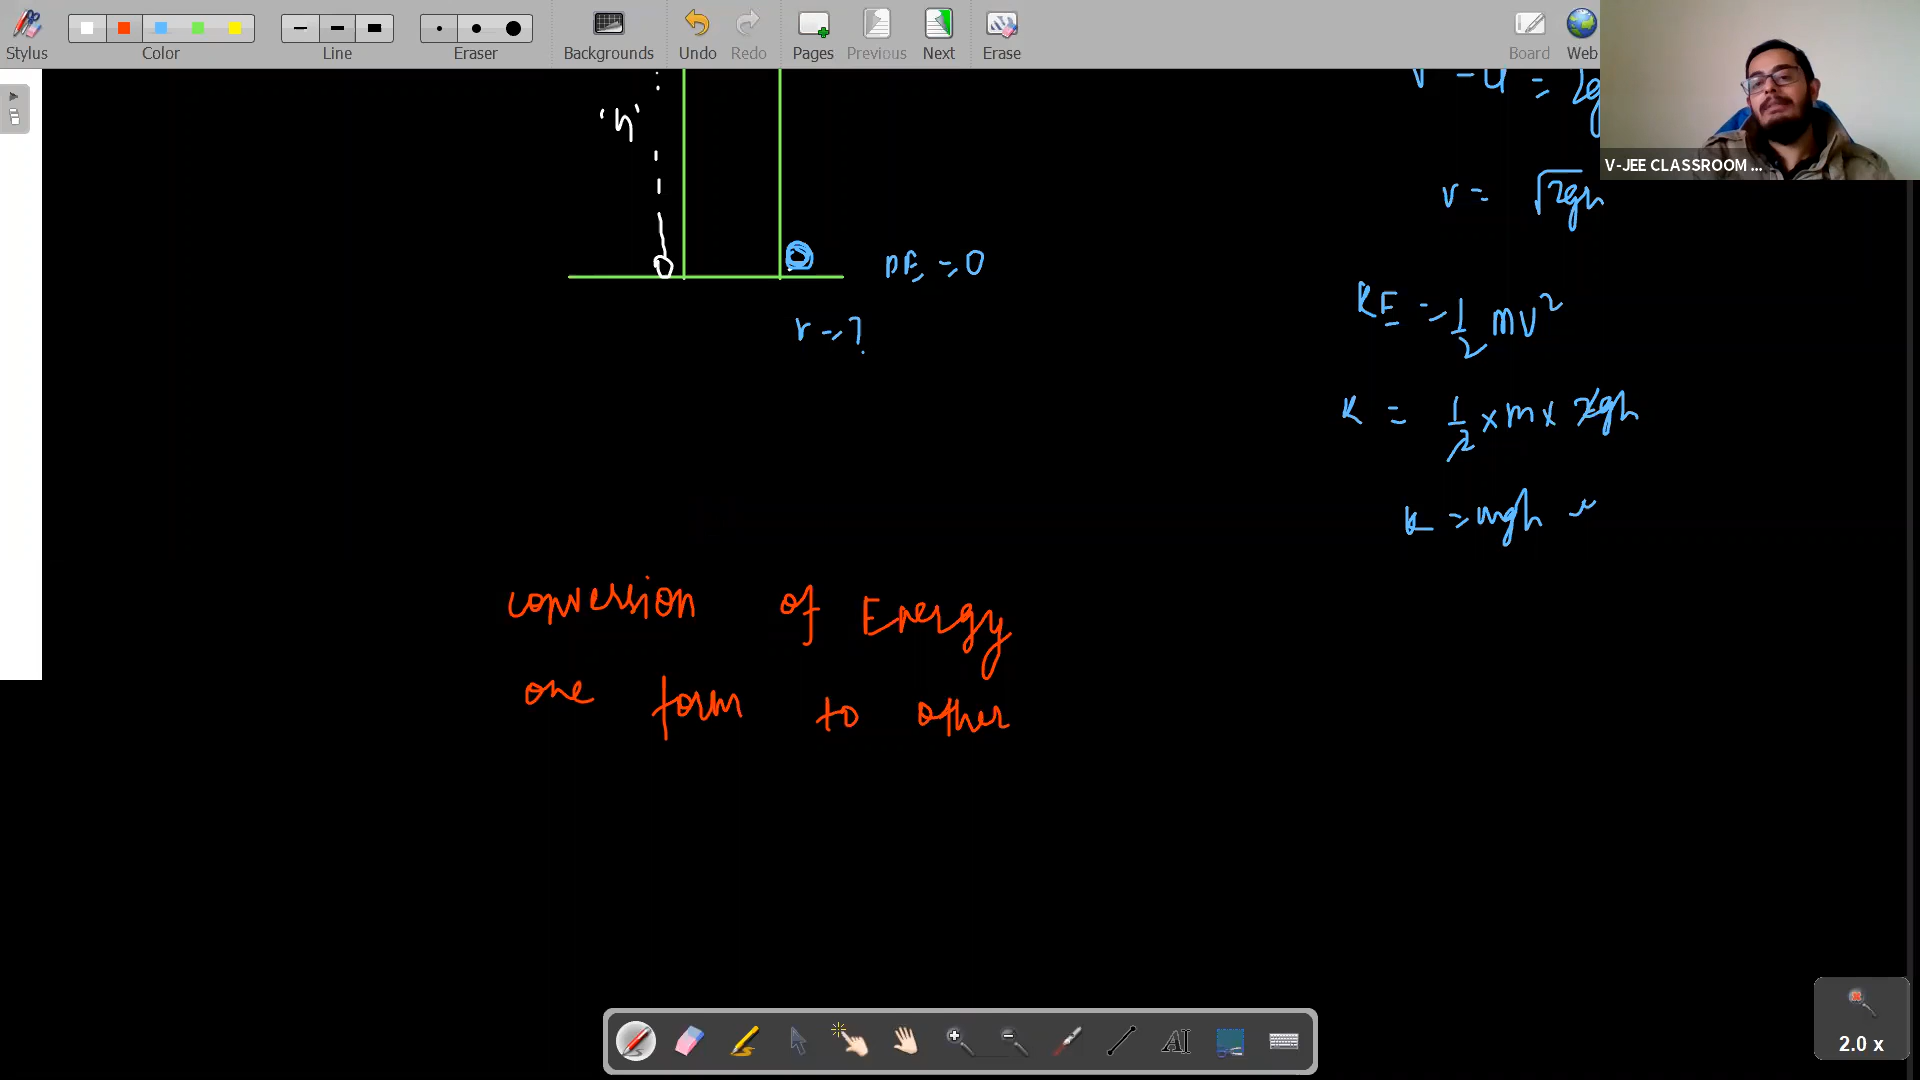 Stylus Color Line Eraser Backgrounds Undo Redo Pages Previous Next Erase Board Web
V-JEE CLASSROOM ...
'h'
v = √2gh
PE = 0
v = ?
KE = 1/2 mv²
K = 1/2 × m × 2gh
K = mgh
conversion of Energy
one form to other
2.0 x